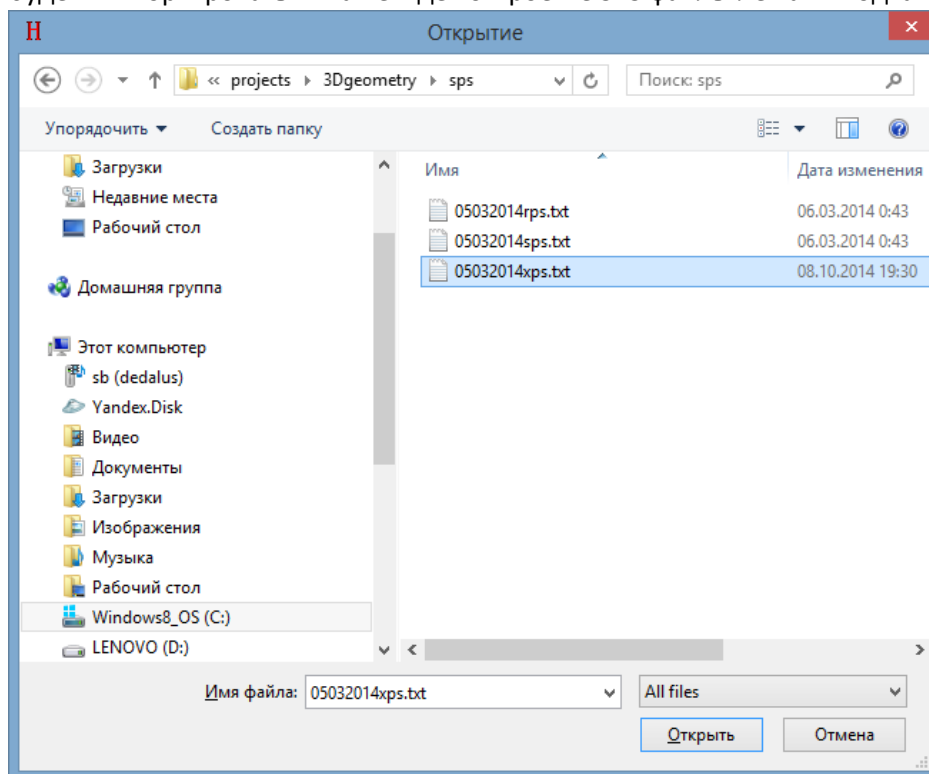 H Открытие
« projects 3Dgeometry sps Поиск: sps
Упорядочить Создать папку
Загрузки
Недавние места
Рабочий стол
Домашняя группа
Этот компьютер
sb (dedalus)
Yandex.Disk
Видео
Документы
Загрузки
Изображения
Музыка
Рабочий стол
Windows8_OS (C:)
LENOVO (D:)
Имя Дата изменения
05032014rps.txt 06.03.2014 0:43
05032014sps.txt 06.03.2014 0:43
05032014xps.txt 08.10.2014 19:30
Имя файла: 05032014xps.txt All files
Открыть Отмена